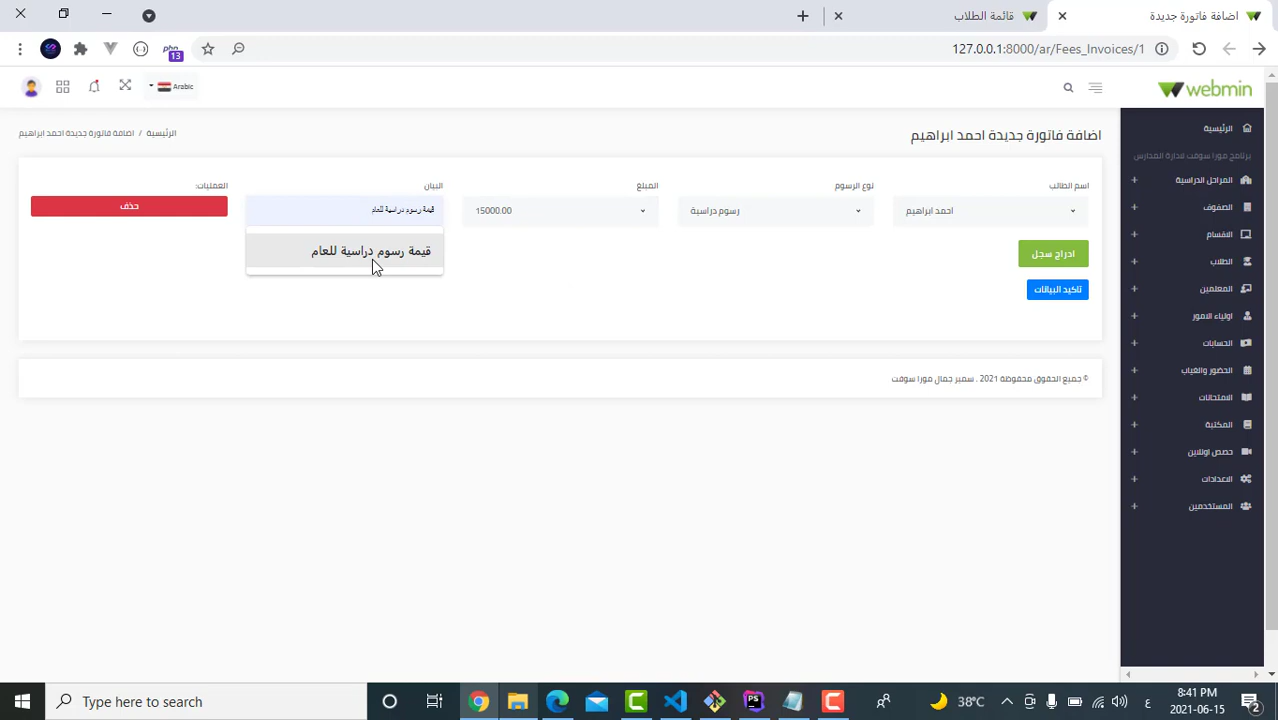 اضافة فاتورة جديدة
قائمة الطلاب
127.0.0.1:8000/ar/Fees_Invoices/1
php
13
webmin
Arabic
الرئيسية
برنامج مورا سوفت لادارة المدارس
المراحل الدراسية
الصفوف
الاقسام
الطلاب
المعلمين
اولياء الامور
الحسابات
الحضور والغياب
الامتحانات
المكتبة
حصص اونلاين
الاعدادات
المستخدمين
اضافة فاتورة جديدة احمد ابراهيم
الرئيسية / اضافة فاتورة جديدة احمد ابراهيم
اسم الطالب
نوع الرسوم
المبلغ
البيان
العمليات:
احمد ابراهيم
رسوم دراسية
15000.00
قيمة رسوم دراسية للعام
حذف
قيمة رسوم دراسية للعام
ادراج سجل
تاكيد البيانات
© جميع الحقوق محفوظة 2021 . سمير جمال مورا سوفت
Type here to search
PS
38°C
ع
8:41 PM
2021-06-15
2